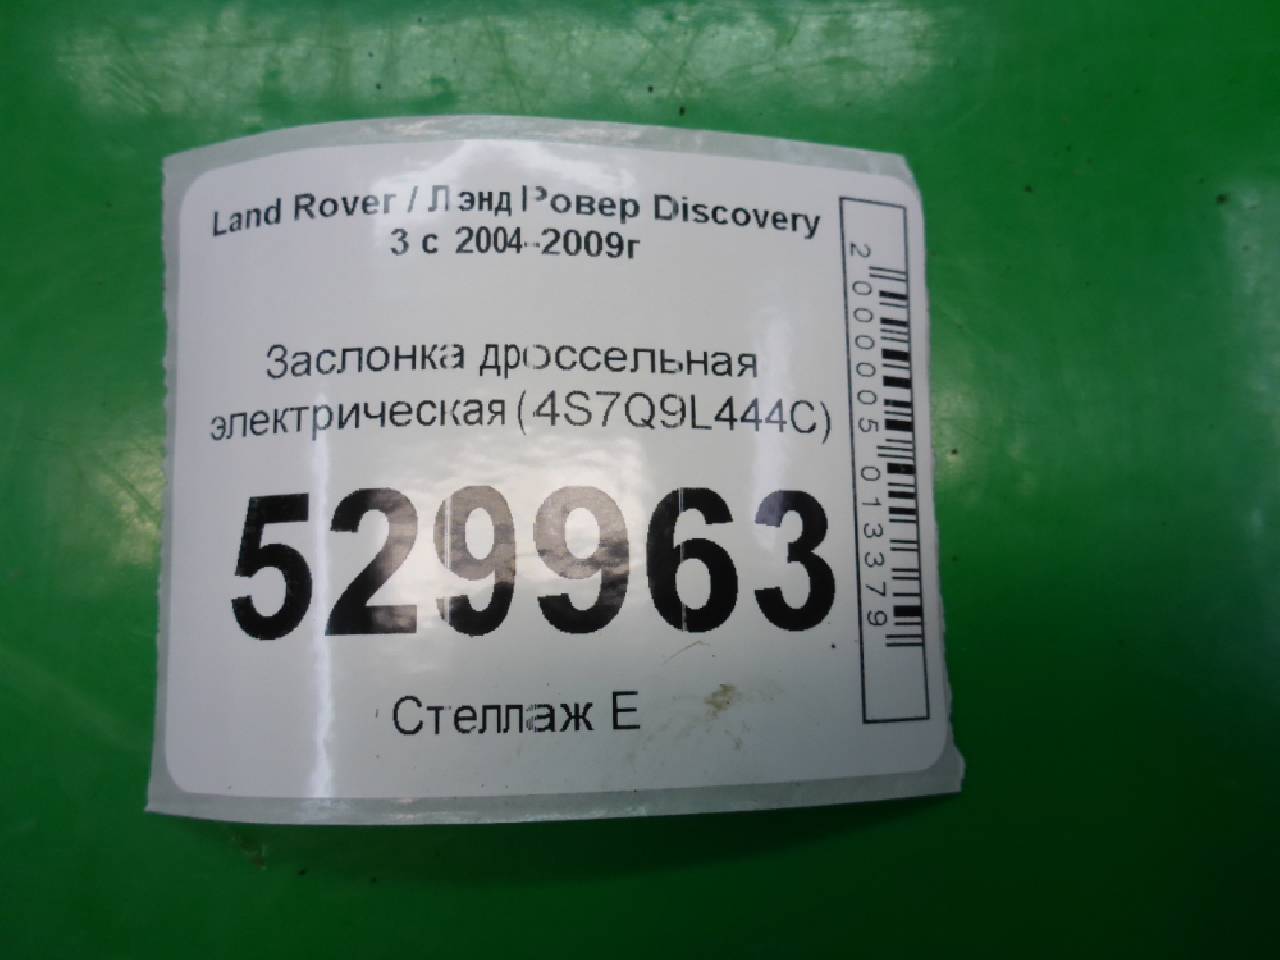 Land Rover / Лэнд Ровер Discovery
3 с 2004-2009г
Заслонка дроссельная
электрическая (4S7Q9L444C)
529963
Стеллаж Е
2000005013379